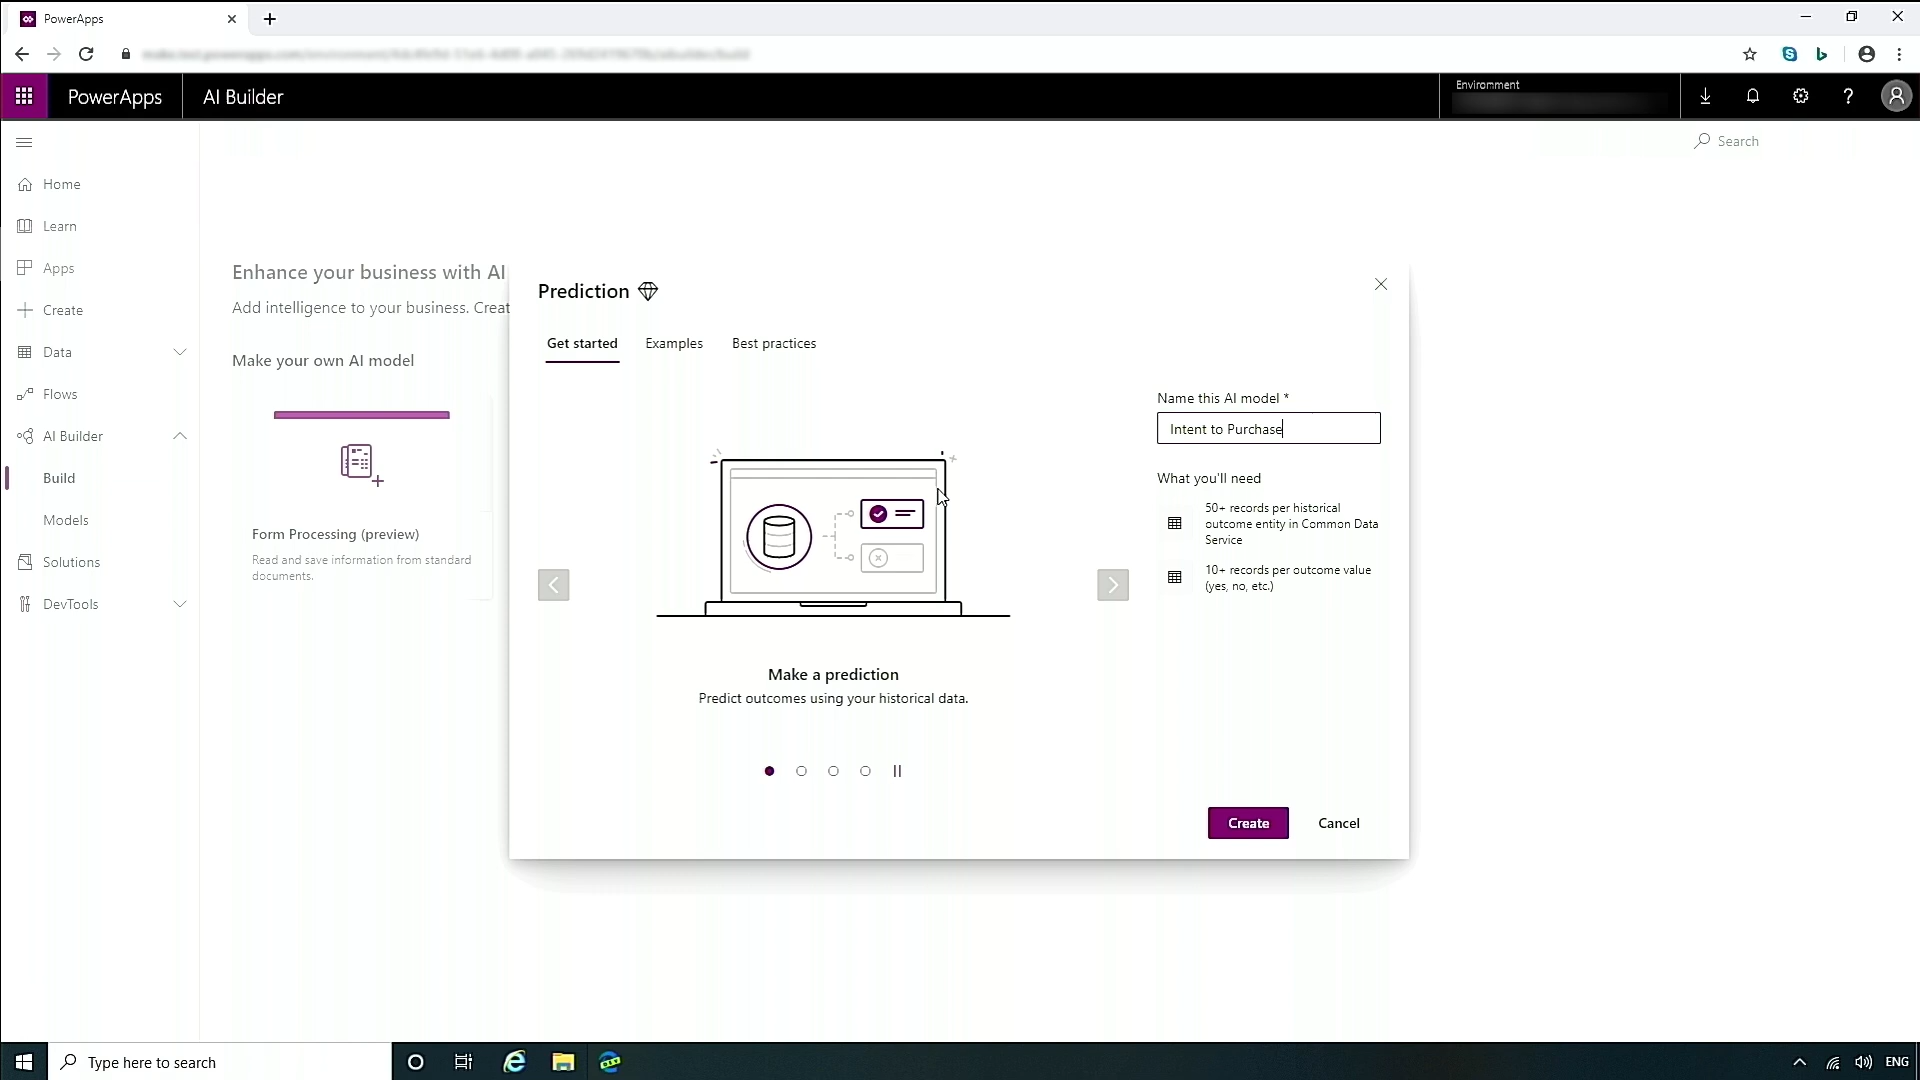 PowerApps
PowerApps
AI Builder
Environment
Search
Home
Learn
Apps
Create
Data
Flows
AI Builder
Build
Models
Solutions
DevTools
Enhance your business with AI
Add intelligence to your business. Creat
Make your own AI model
Form Processing (preview)
Read and save information from standard
documents.
Prediction
Get started
Examples
Best practices
Make a prediction
Predict outcomes using your historical data.
Name this AI model *
Intent to Purchase
What you'll need
50+ records per historical
outcome entity in Common Data
Service
10+ records per outcome value
(yes, no, etc.)
Create
Cancel
Type here to search
ENG